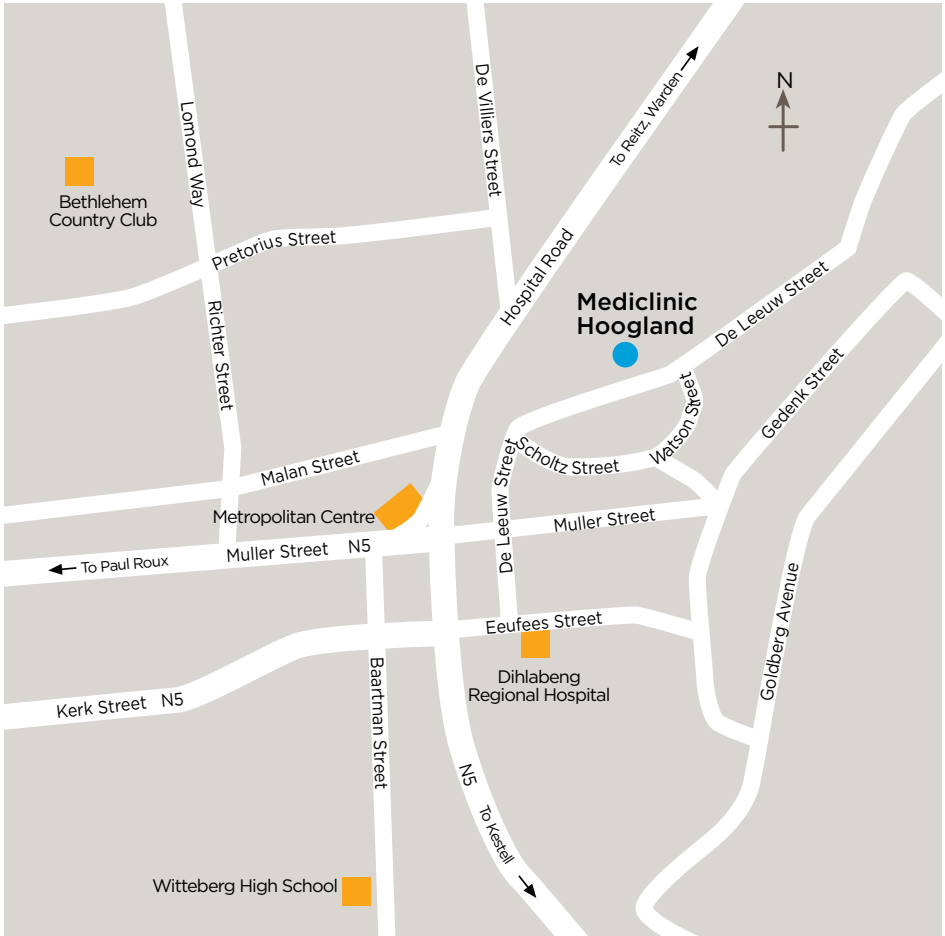 N
De Villiers Street
To Reitz, Warden
Lomond Way
Bethlehem
Country Club
Pretorius Street
Hospital Road
Mediclinic
Hoogland
De Leeuw Street
Richter Street
Gedenk Street
Watson Street
Scholtz Street
Malan Street
De Leeuw Street
Metropolitan Centre
Muller Street
Muller Street N5
To Paul Roux
Eeufees Street
Goldberg Avenue
Dihlabeng
Regional Hospital
Kerk Street N5
Baartman Street
N5
To Kestell
Witteberg High School